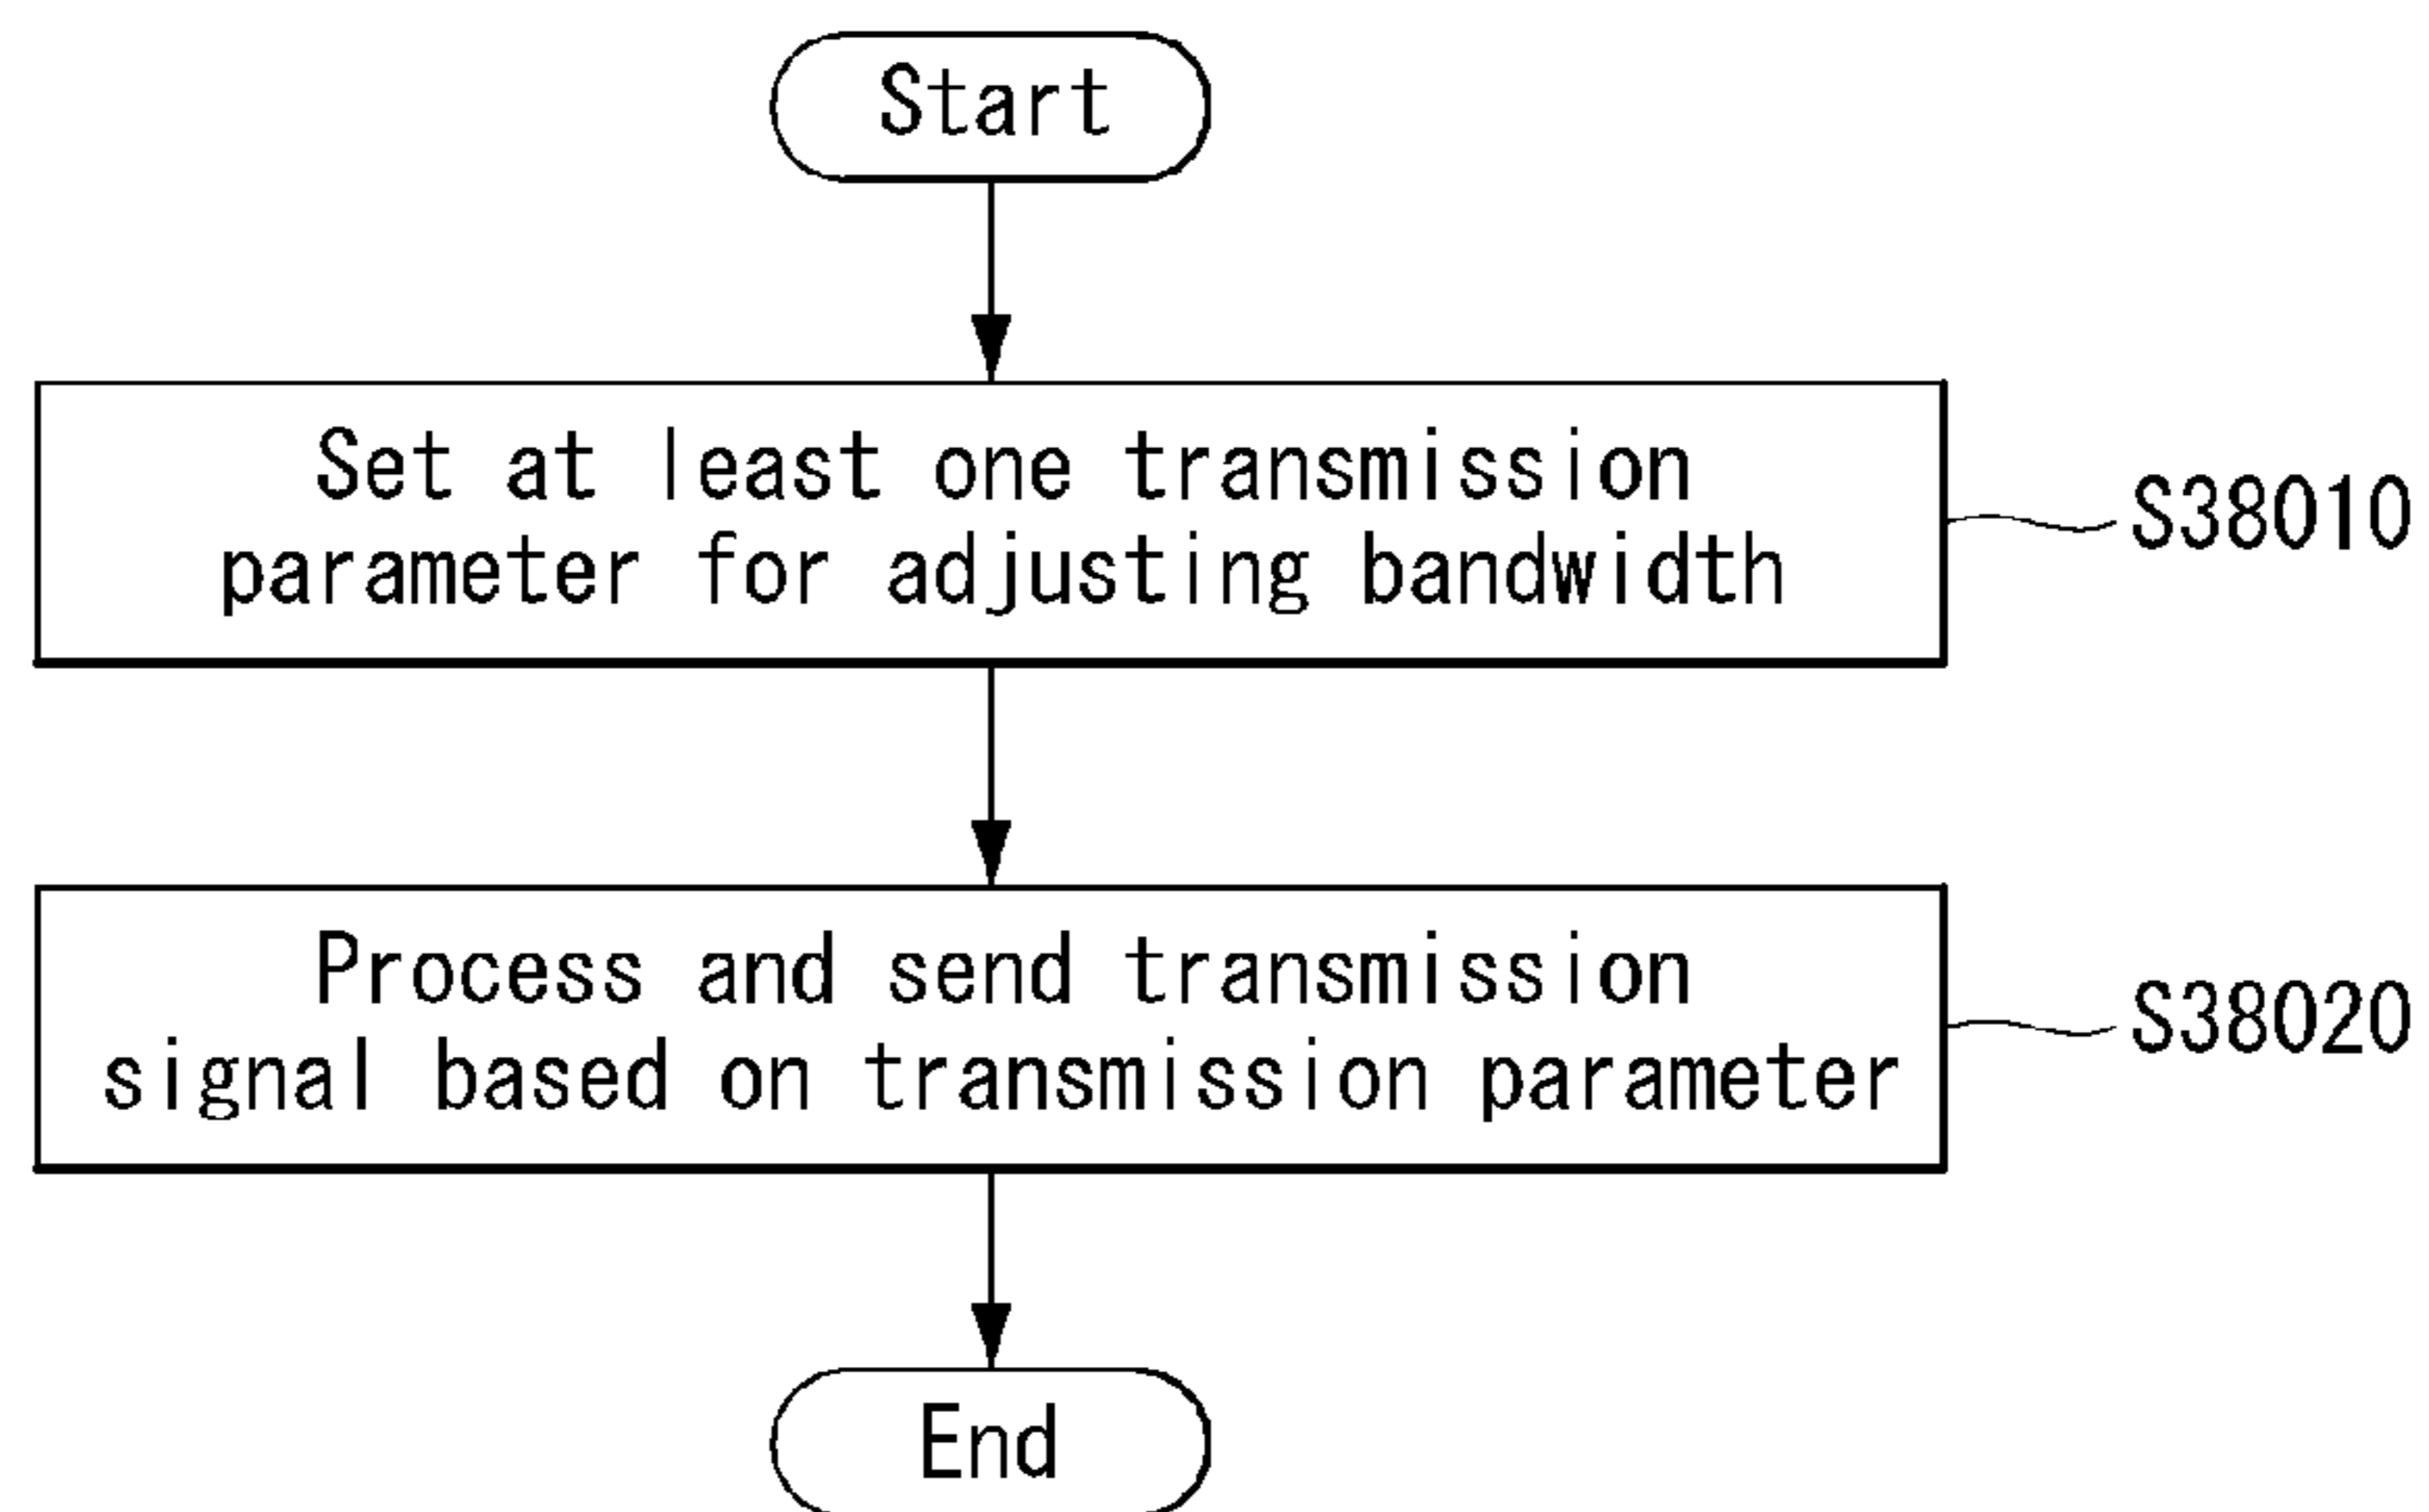 Start
Set at least one transmission
parameter for adjusting bandwidth
S38010
Process and send transmission
signal based on transmission parameter
S38020
End